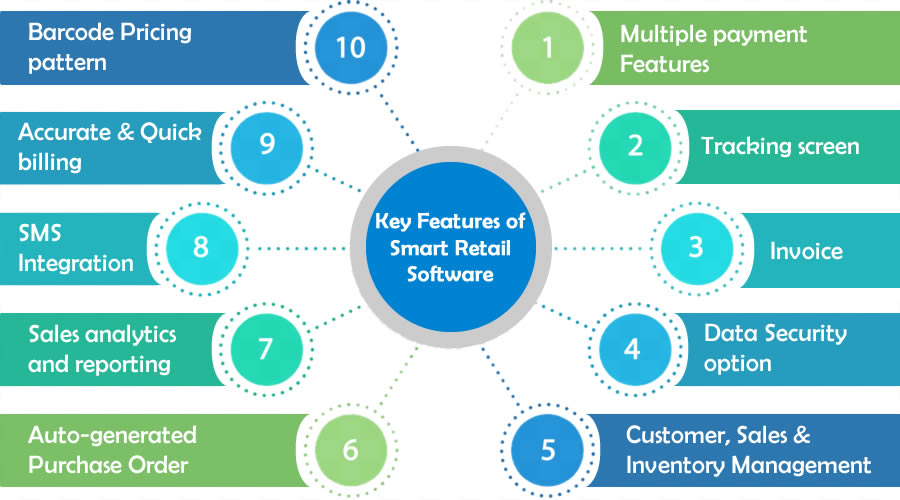 Key Features of
Smart Retail
Software
1
Multiple payment
Features
2
Tracking screen
3
Invoice
4
Data Security
option
5
Customer, Sales &
Inventory Management
6
Auto-generated
Purchase Order
7
Sales analytics
and reporting
8
SMS
Integration
9
Accurate & Quick
billing
10
Barcode Pricing
pattern